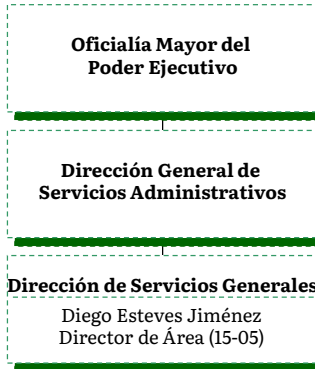 Oficialía Mayor del
Poder Ejecutivo
Dirección General de
Servicios Administrativos
Dirección de Servicios Generales
Diego Esteves Jiménez
Director de Área (15-05)